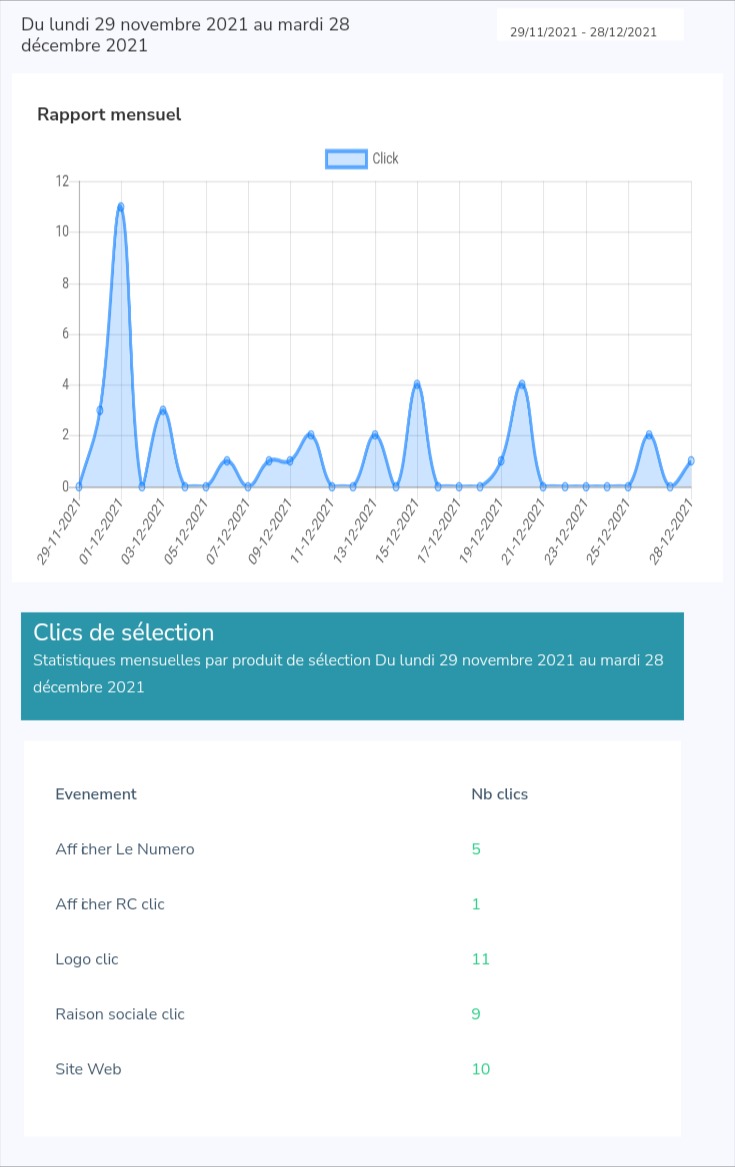 Du lundi 29 novembre 2021 au mardi 28
décembre 2021
29/11/2021 - 28/12/2021
Rapport mensuel
Click
12
10
8
6
4
2
0
29-11-2021
01-12-2021
03-12-2021
05-12-2021
07-12-2021
09-12-2021
11-12-2021
13-12-2021
15-12-2021
17-12-2021
19-12-2021
21-12-2021
23-12-2021
25-12-2021
28-12-2021
Clics de sélection
Statistiques mensuelles par produit de sélection Du lundi 29 novembre 2021 au mardi 28
décembre 2021
Evenement Nb clics
Afficher Le Numero 5
Afficher RC clic 1
Logo clic 11
Raison sociale clic 9
Site Web 10